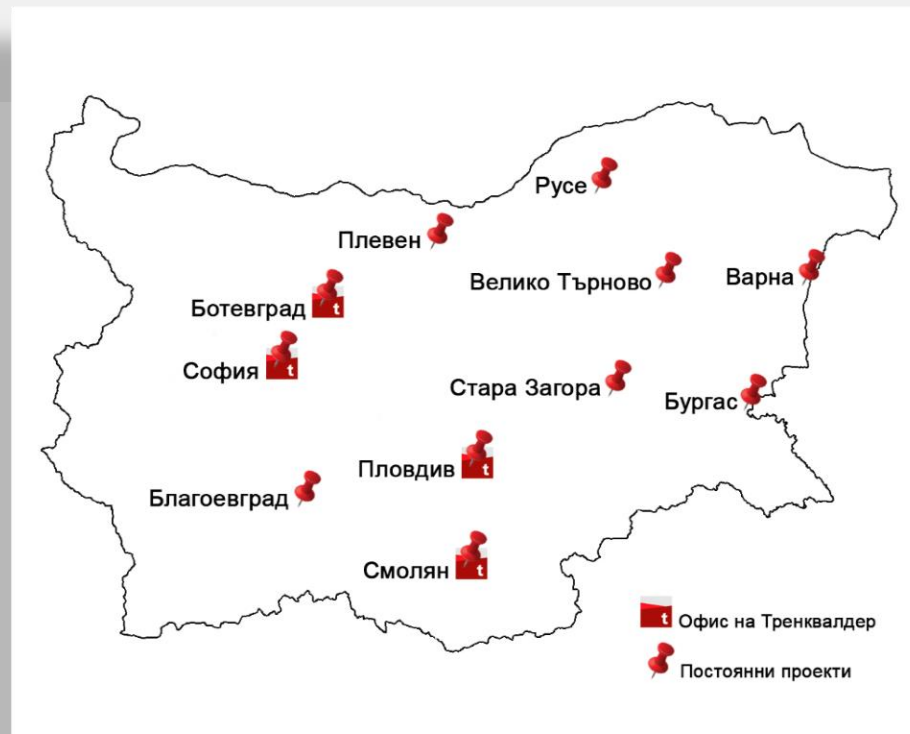 Русе
Плевен
Велико Търново
Варна
Ботевград
t
София
t
Стара Загора
Бургас
Пловдив
t
Благоевград
Смолян
t
t
Офис на Тренквалдер
Постоянни проекти